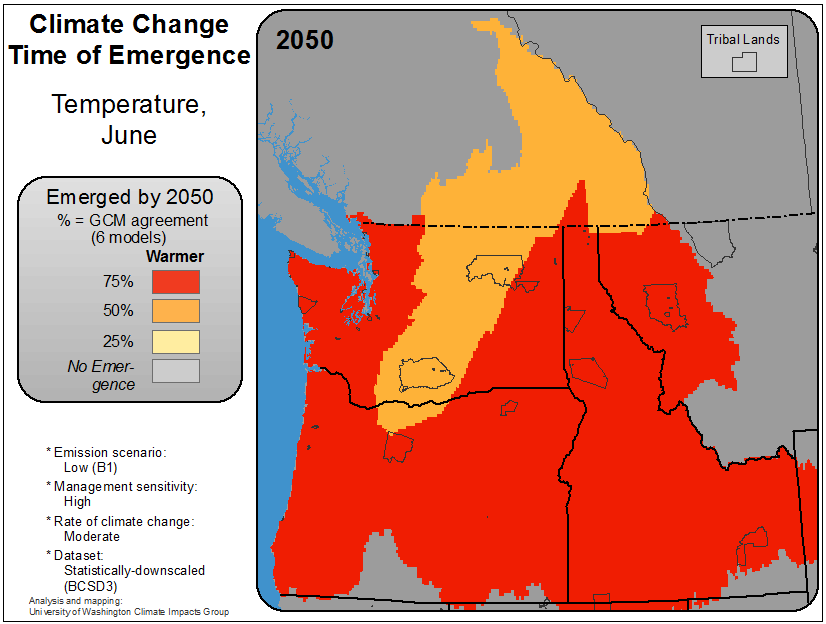 Climate Change
Time of Emergence
Temperature,
June
Emerged by 2050
% = GCM agreement
(6 models)
Warmer
75%
50%
25%
No Emer-
gence
* Emission scenario:
Low (B1)
* Management sensitivity:
High
* Rate of climate change:
Moderate
* Dataset:
Statistically-downscaled
(BCSD3)
Analysis and mapping:
University of Washington Climate Impacts Group
2050
Tribal Lands